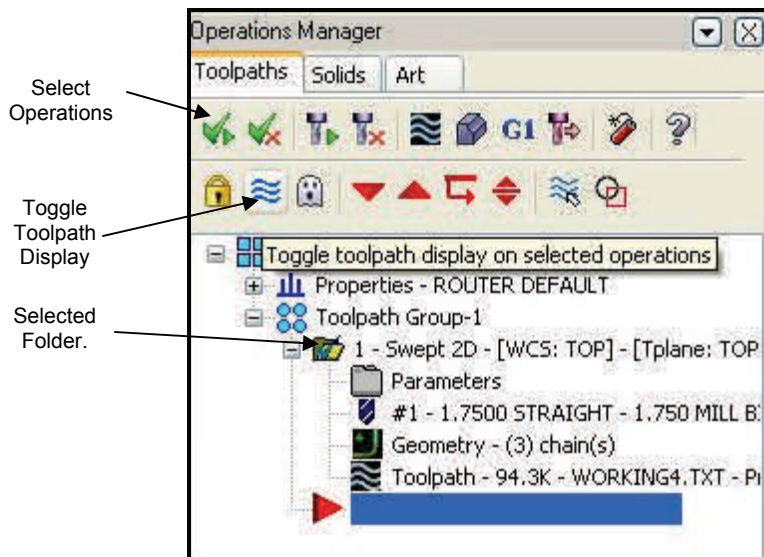 Operations Manager
Toolpaths Solids Art
Select
Operations
G1
Toggle
Toolpath
Display
Toggle toolpath display on selected operations
Properties - ROUTER DEFAULT
Selected
Folder.
Toolpath Group-1
1 - Swept 2D - [WCS: TOP] - [Tplane: TOP
Parameters
#1 - 1.7500 STRAIGHT - 1.750 MILL
Geometry - (3) chain(s)
Toolpath - 94.3K - WORKING4.TXT -